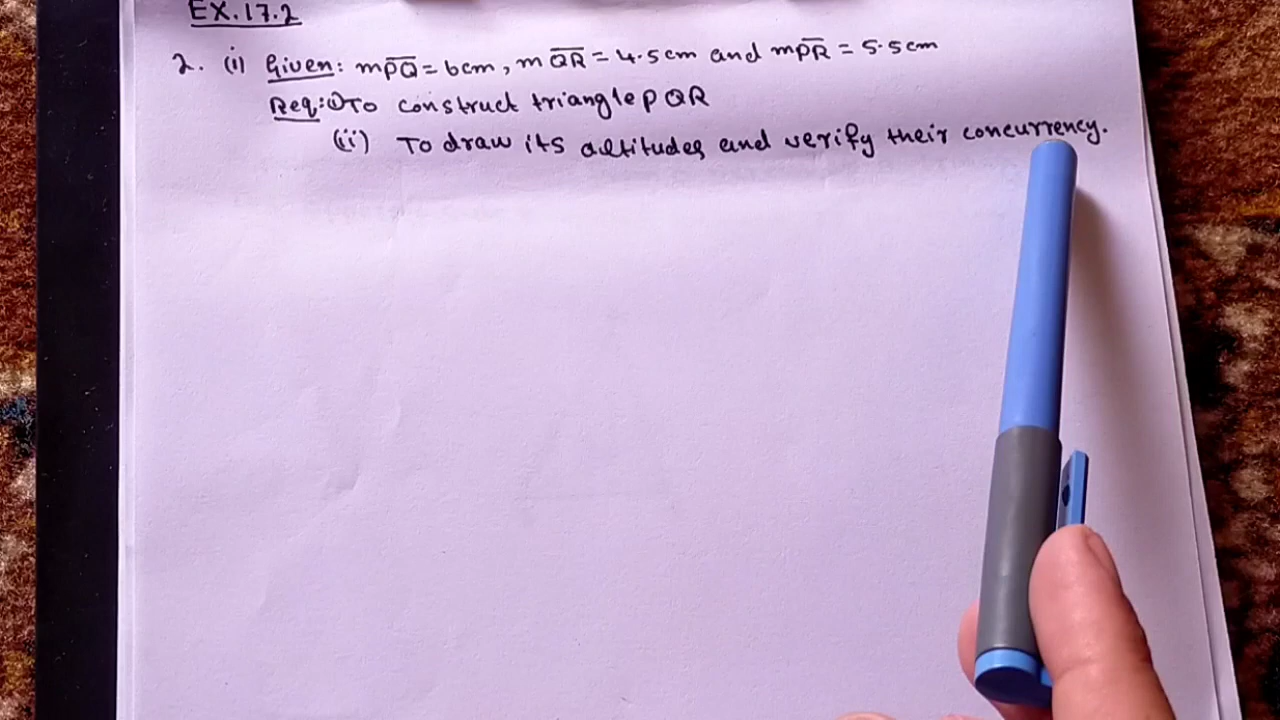 EX.17.2
2. (i) Given: mPQ = 6cm, m QR = 4.5cm and mPR = 5.5cm
Req: (i) To construct triangle PQR
(ii) To draw its altitudes and verify their concurrency.